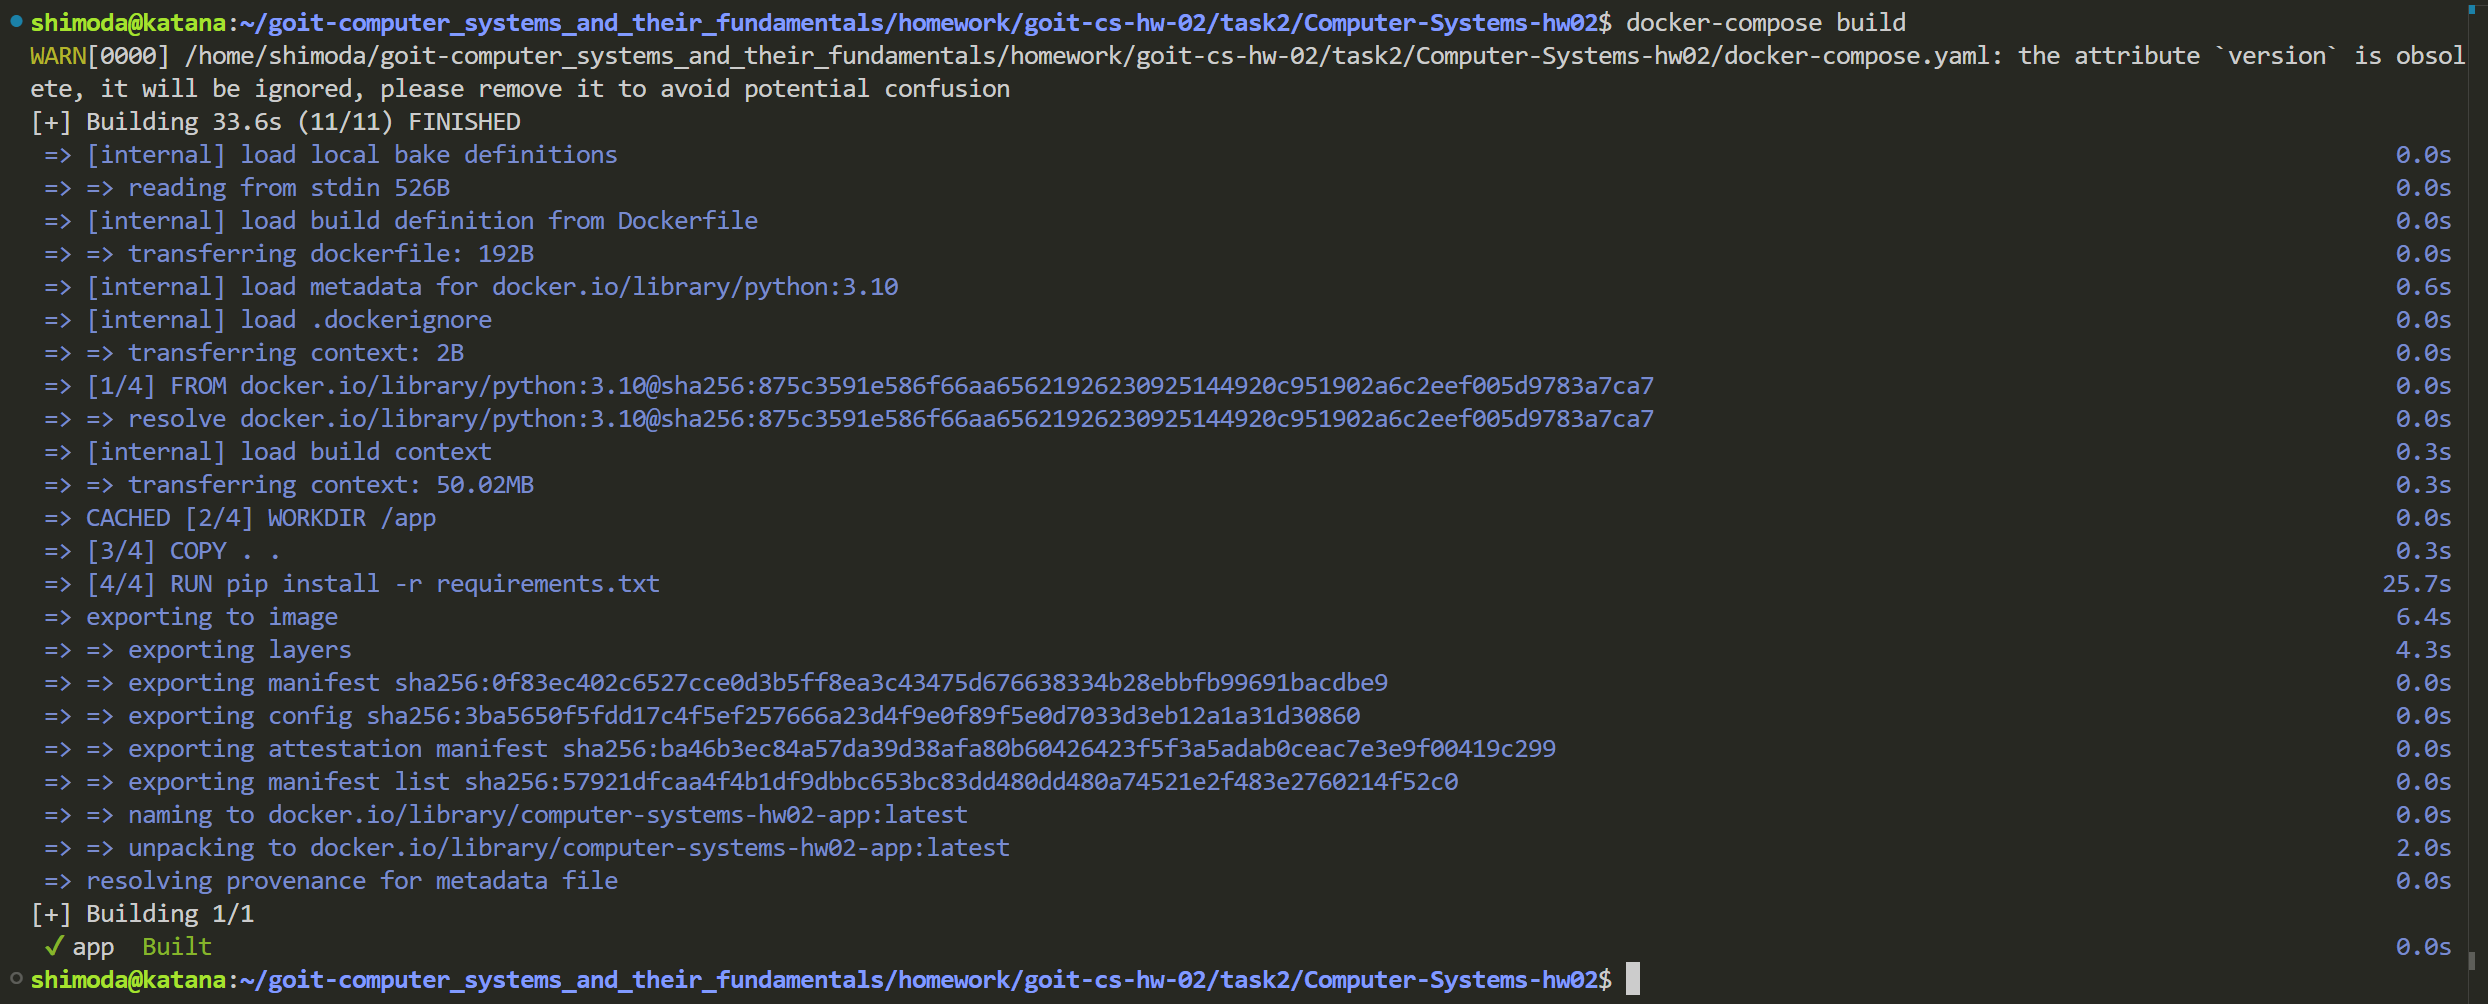 shimoda@katana:~/goit-computer_systems_and_their_fundamentals/homework/goit-cs-hw-02/task2/Computer-Systems-hw02$ docker-compose build
WARN[0000] /home/shimoda/goit-computer_systems_and_their_fundamentals/homework/goit-cs-hw-02/task2/Computer-Systems-hw02/docker-compose.yaml: the attribute `version` is obsol
ete, it will be ignored, please remove it to avoid potential confusion
[+] Building 33.6s (11/11) FINISHED
=> [internal] load local bake definitions 0.0s
=> => reading from stdin 526B 0.0s
=> [internal] load build definition from Dockerfile 0.0s
=> => transferring dockerfile: 192B 0.0s
=> [internal] load metadata for docker.io/library/python:3.10 0.6s
=> [internal] load .dockerignore 0.0s
=> => transferring context: 2B 0.0s
=> [1/4] FROM docker.io/library/python:3.10@sha256:875c3591e586f66aa65621926230925144920c951902a6c2eef005d9783a7ca7 0.0s
=> => resolve docker.io/library/python:3.10@sha256:875c3591e586f66aa65621926230925144920c951902a6c2eef005d9783a7ca7 0.0s
=> [internal] load build context 0.3s
=> => transferring context: 50.02MB 0.3s
=> CACHED [2/4] WORKDIR /app 0.0s
=> [3/4] COPY . . 0.3s
=> [4/4] RUN pip install -r requirements.txt 25.7s
=> exporting to image 6.4s
=> => exporting layers 4.3s
=> => exporting manifest sha256:0f83ec402c6527cce0d3b5ff8ea3c43475d676638334b28ebbfb99691bacdbe9 0.0s
=> => exporting config sha256:3ba5650f5fdd17c4f5ef257666a23d4f9e0f89f5e0d7033d3eb12a1a31d30860 0.0s
=> => exporting attestation manifest sha256:ba46b3ec84a57da39d38afa80b60426423f5f3a5adab0ceac7e3e9f00419c299 0.0s
=> => exporting manifest list sha256:57921dfcaa4f4b1df9dbbc653bc83dd480dd480a74521e2f483e2760214f52c0 0.0s
=> => naming to docker.io/library/computer-systems-hw02-app:latest 0.0s
=> => unpacking to docker.io/library/computer-systems-hw02-app:latest 2.0s
=> resolving provenance for metadata file 0.0s
[+] Building 1/1
✔ app Built 0.0s
shimoda@katana:~/goit-computer_systems_and_their_fundamentals/homework/goit-cs-hw-02/task2/Computer-Systems-hw02$